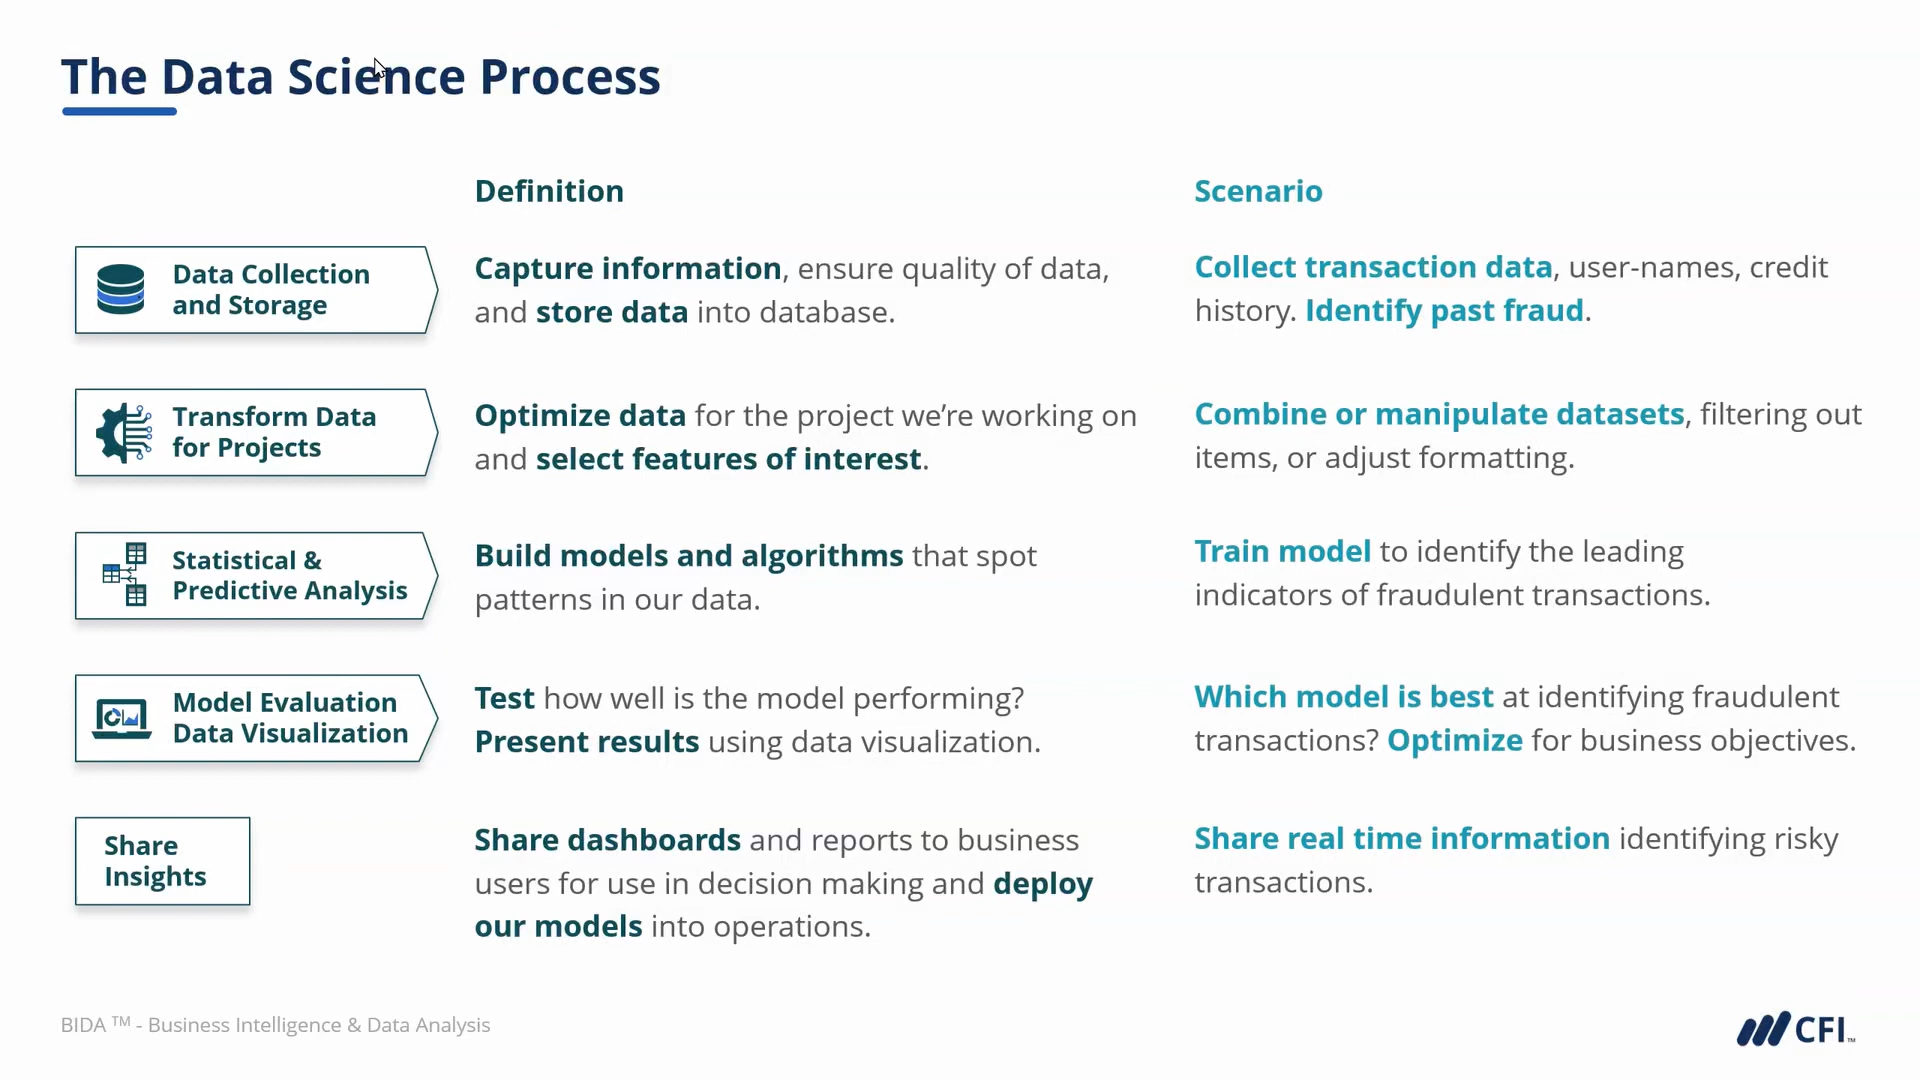 The Data Science Process
Definition
Scenario
Data Collection
and Storage
Capture information, ensure quality of data,
and store data into database.
Collect transaction data, user-names, credit
history. Identify past fraud.
Transform Data
for Projects
Optimize data for the project we’re working on
and select features of interest.
Combine or manipulate datasets, filtering out
items, or adjust formatting.
Statistical &
Predictive Analysis
Build models and algorithms that spot
patterns in our data.
Train model to identify the leading
indicators of fraudulent transactions.
Model Evaluation
Data Visualization
Test how well is the model performing?
Present results using data visualization.
Which model is best at identifying fraudulent
transactions? Optimize for business objectives.
Share
Insights
Share dashboards and reports to business
users for use in decision making and deploy
our models into operations.
Share real time information identifying risky
transactions.
BIDA ™ - Business Intelligence & Data Analysis
CFI™